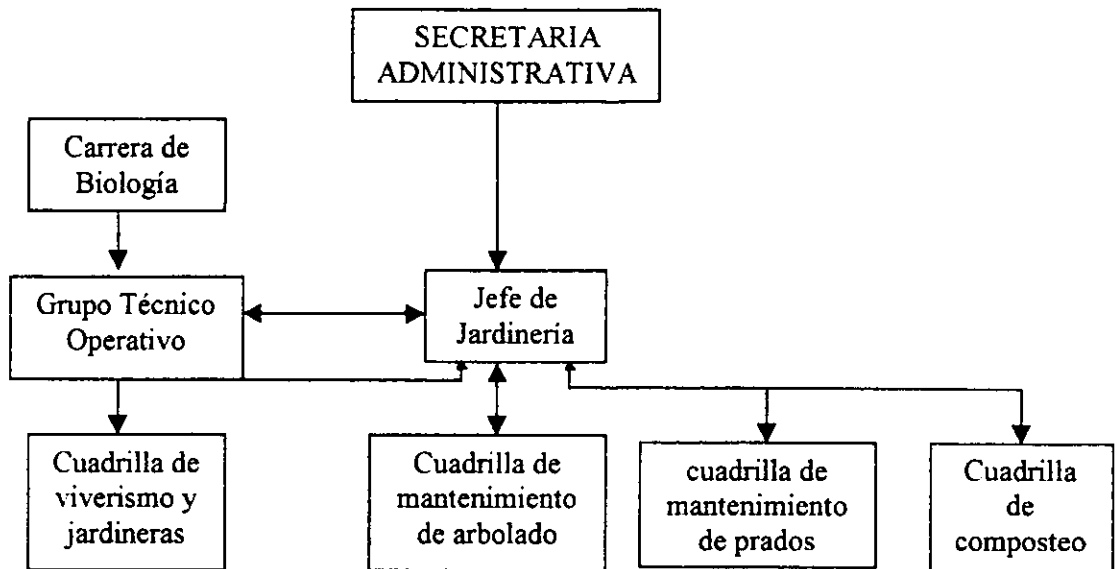 SECRETARIA
ADMINISTRATIVA
Carrera de
Biología
Grupo Técnico
Operativo
Jefe de
Jardinería
Cuadrilla de
viverismo y
jardineras
Cuadrilla de
mantenimiento
de arbolado
cuadrilla de
mantenimiento
de prados
Cuadrilla
de
composteo